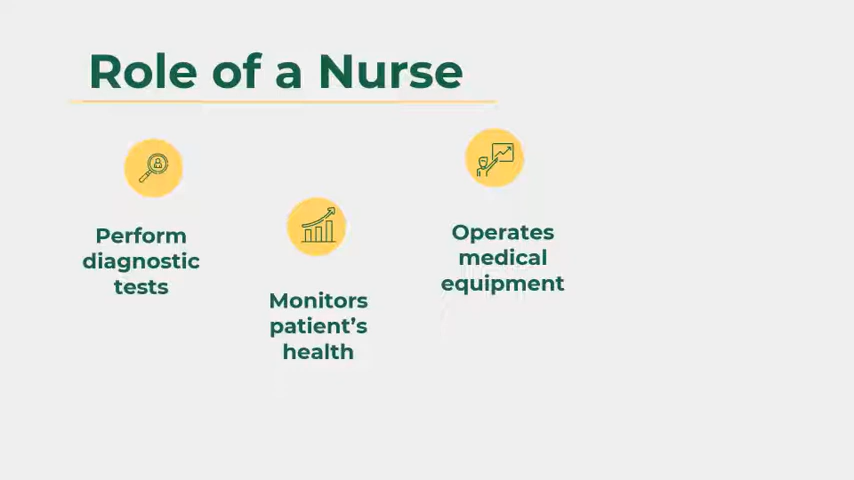 Role of a Nurse
Perform
diagnostic
tests
Monitors
patient's
health
Operates
medical
equipment